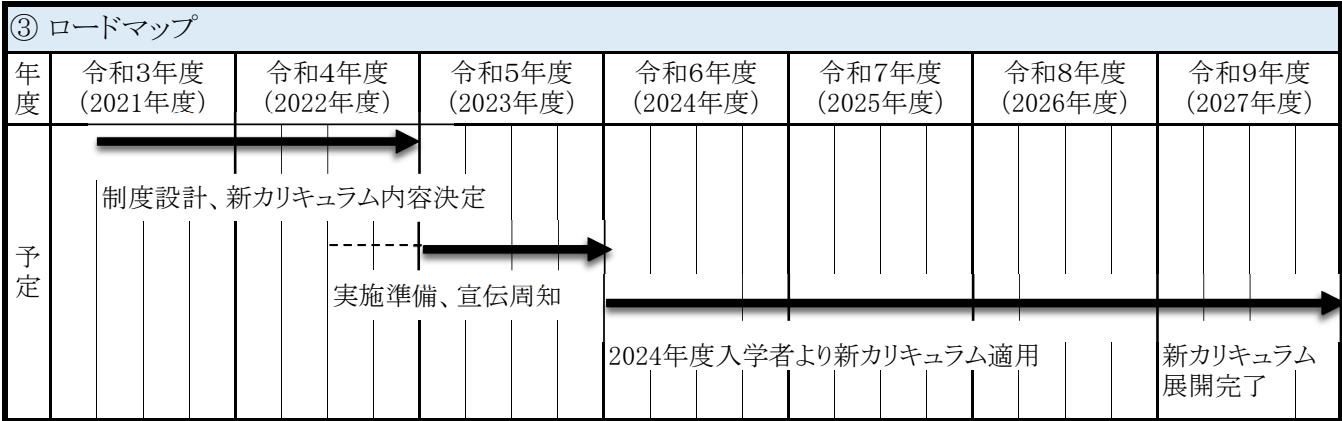 ③ ロードマップ
年度
令和3年度
(2021年度)
令和4年度
(2022年度)
令和5年度
(2023年度)
令和6年度
(2024年度)
令和7年度
(2025年度)
令和8年度
(2026年度)
令和9年度
(2027年度)
予定
制度設計、新カリキュラム内容決定
実施準備、宣伝周知
2024年度入学者より新カリキュラム適用
新カリキュラム
展開完了